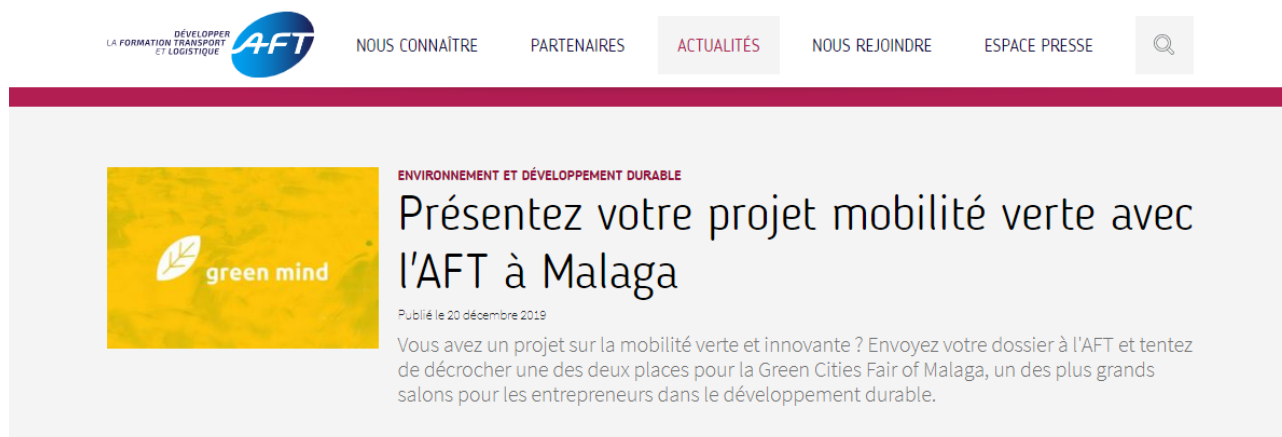 DÉVELOPPER
LA FORMATION TRANSPORT
ET LOGISTIQUE
AFT
NOUS CONNAÎTRE
PARTENAIRES
ACTUALITÉS
NOUS REJOINDRE
ESPACE PRESSE
green mind
ENVIRONNEMENT ET DÉVELOPPEMENT DURABLE
Présentez votre projet mobilité verte avec
l'AFT à Malaga
Publié le 20 décembre 2019
Vous avez un projet sur la mobilité verte et innovante ? Envoyez votre dossier à l'AFT et tentez
de décrocher une des deux places pour la Green Cities Fair of Malaga, un des plus grands
salons pour les entrepreneurs dans le développement durable.